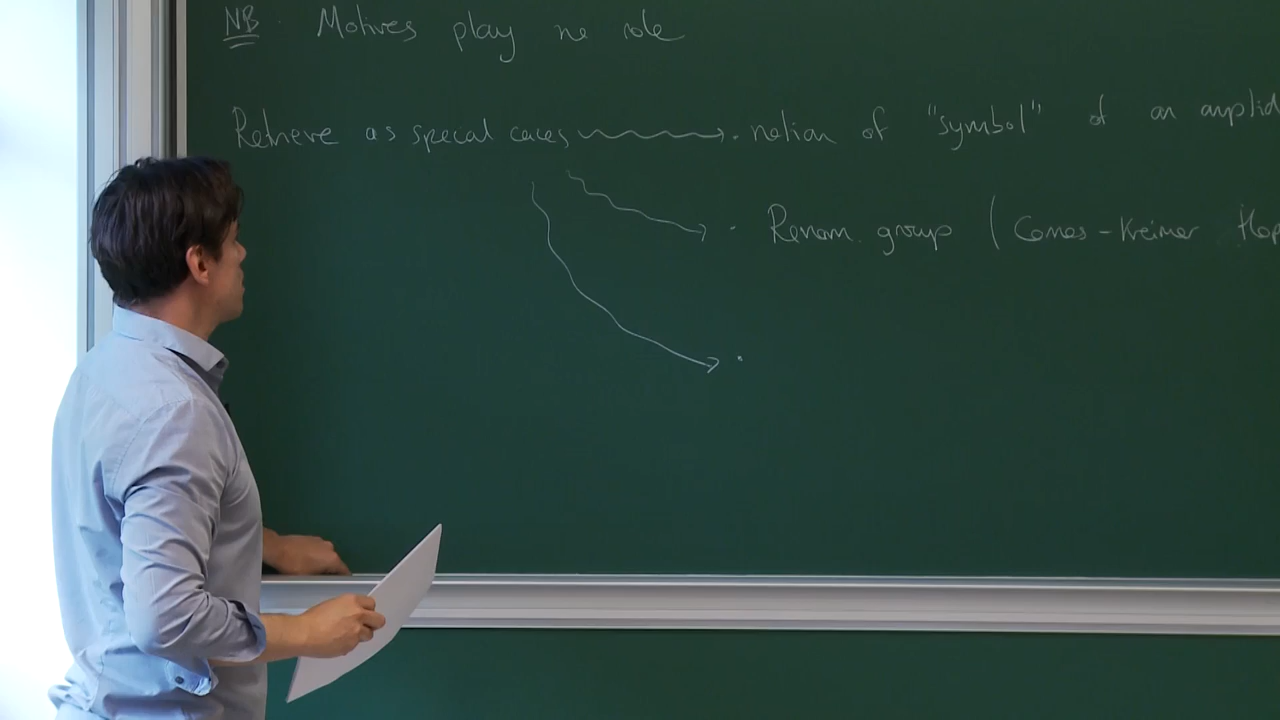 NB. Motives play no role
Retrieve as special cases → · notion of "symbol" of an amplid
· Renom. group (Connes-Kreimer Hop
·